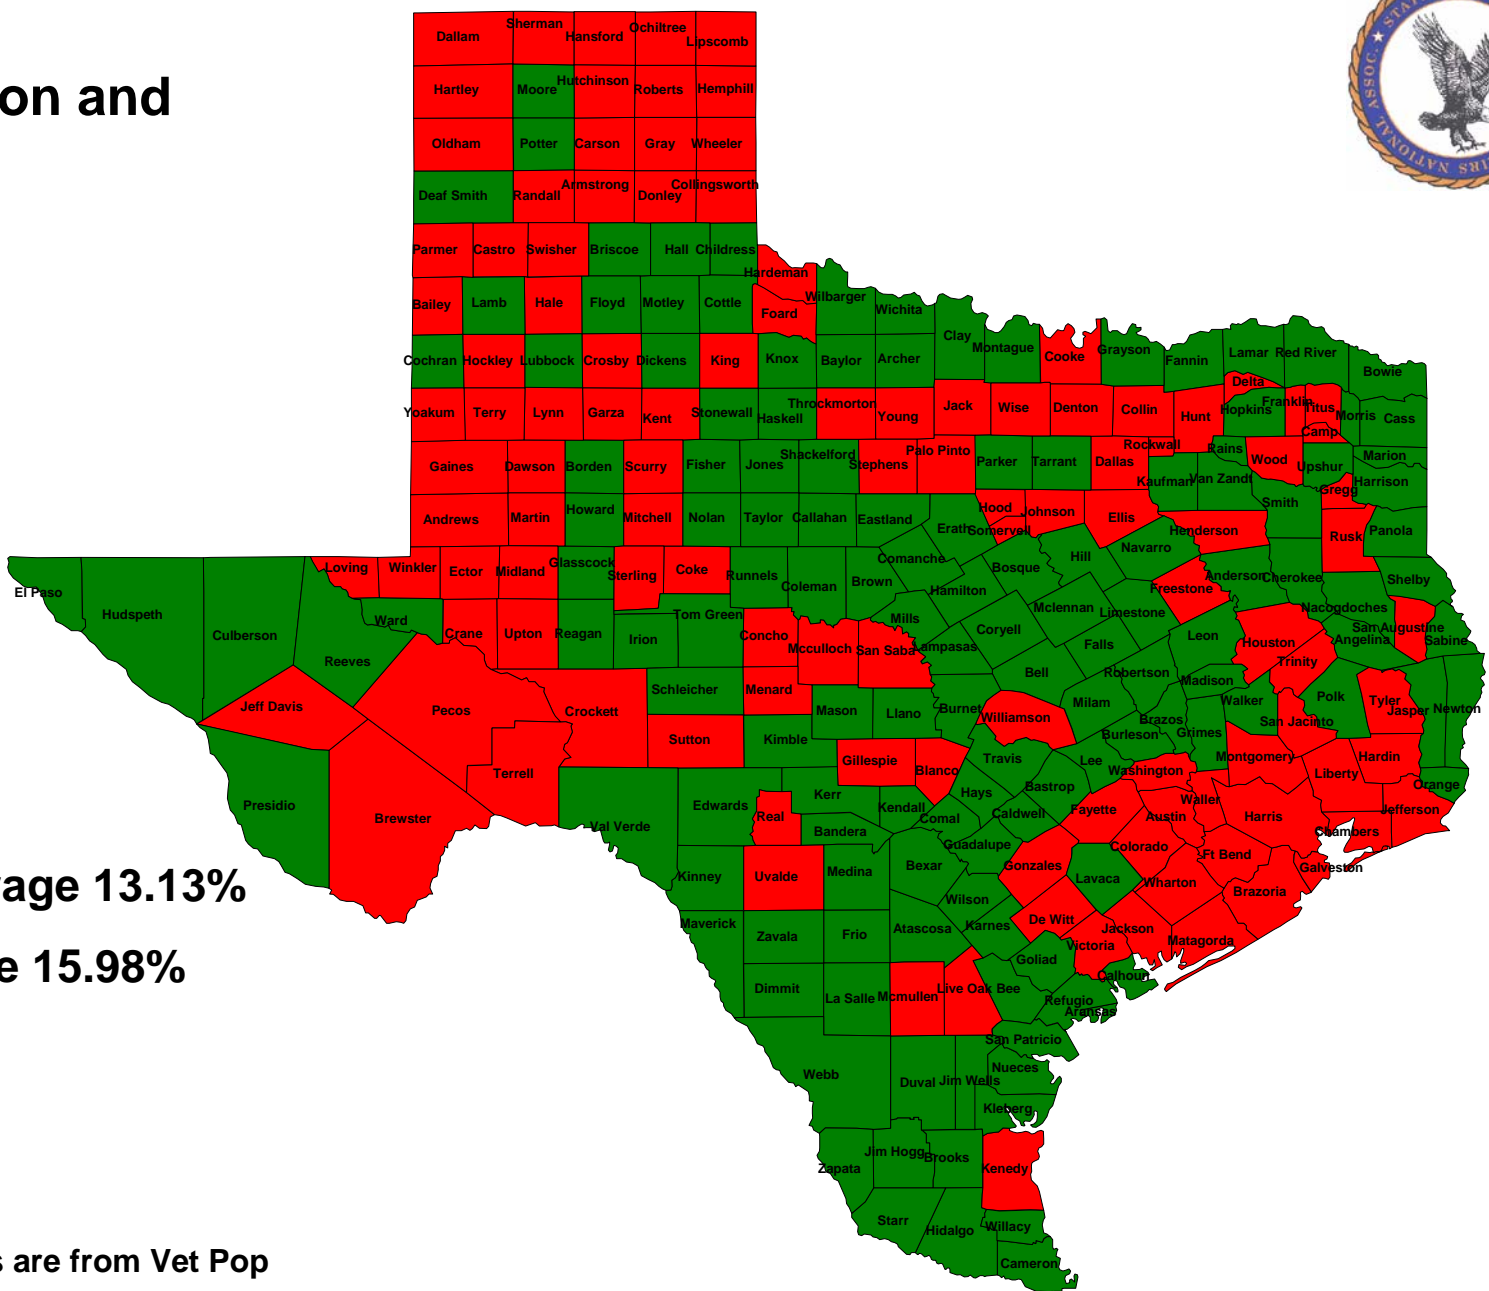 on and
STA
ASSOC. ★
IRS NATIONAL
Dallam Sherman Hansford Ochiltree Lipscomb
Hartley Moore Hutchinson Roberts Hemphill
Oldham Potter Carson Gray Wheeler
Deaf Smith Randall Armstrong Donley Collingsworth
Parmer Castro Swisher Briscoe Hall Childress
Hardeman
Bailey Lamb Hale Floyd Motley Cottle Foard Wilbarger Wichita
Cochran Hockley Lubbock Crosby Dickens King Knox Baylor Archer Clay Montague Cooke Grayson Fannin Lamar Red River Bowie
Yoakum Terry Lynn Garza Kent Stonewall Haskell Throckmorton Young Jack Wise Denton Collin Hunt Delta Hopkins Franklin Titus Camp Morris Cass
Gaines Dawson Borden Scurry Fisher Jones Shackelford Stephens Palo Pinto Parker Tarrant Dallas Rockwall Kaufman Rains Van Zandt Wood Upshur Marion Harrison Gregg
Andrews Martin Howard Mitchell Nolan Taylor Callahan Eastland Erath Hood Somervell Johnson Ellis Navarro Henderson Smith Rusk Panola
El Paso Hudspeth Culberson Loving Winkler Ector Midland Glasscock Sterling Coke Runnels Coleman Brown Comanche Hamilton Bosque Hill Freestone Anderson Cherokee Shelby
Reeves Ward Crane Upton Reagan Irion Tom Green Concho Mcculloch San Saba Mills Lampasas Coryell Mclennan Limestone Falls Leon Houston Trinity Nacogdoches Angelina San Augustine Sabine
Jeff Davis Pecos Crockett Schleicher Menard Mason Llano Burnet Bell Williamson Milam Robertson Madison Brazos Walker San Jacinto Polk Tyler Jasper Newton
Presidio Brewster Terrell Sutton Kimble Gillespie Blanco Travis Burleson Lee Grimes Washington Montgomery Liberty Hardin Orange
Val Verde Edwards Real Kerr Bandera Kendall Comal Hays Bastrop Caldwell Fayette Austin Waller Harris Chambers Jefferson
Kinney Uvalde Medina Bexar Guadalupe Gonzales Lavaca Colorado Wharton Ft Bend Brazoria Galveston
age 13.13%
Maverick Zavala Frio Atascosa Wilson Karnes De Witt Victoria Jackson Matagorda
e 15.98%
Dimmit La Salle Mcmullen Live Oak Bee Goliad Refugio Calhoun Aransas
Webb Duval Jim Wells San Patricio Nueces Kleberg
Zapata Jim Hogg Brooks Kenedy
Starr Hidalgo Willacy
Cameron
s are from Vet Pop